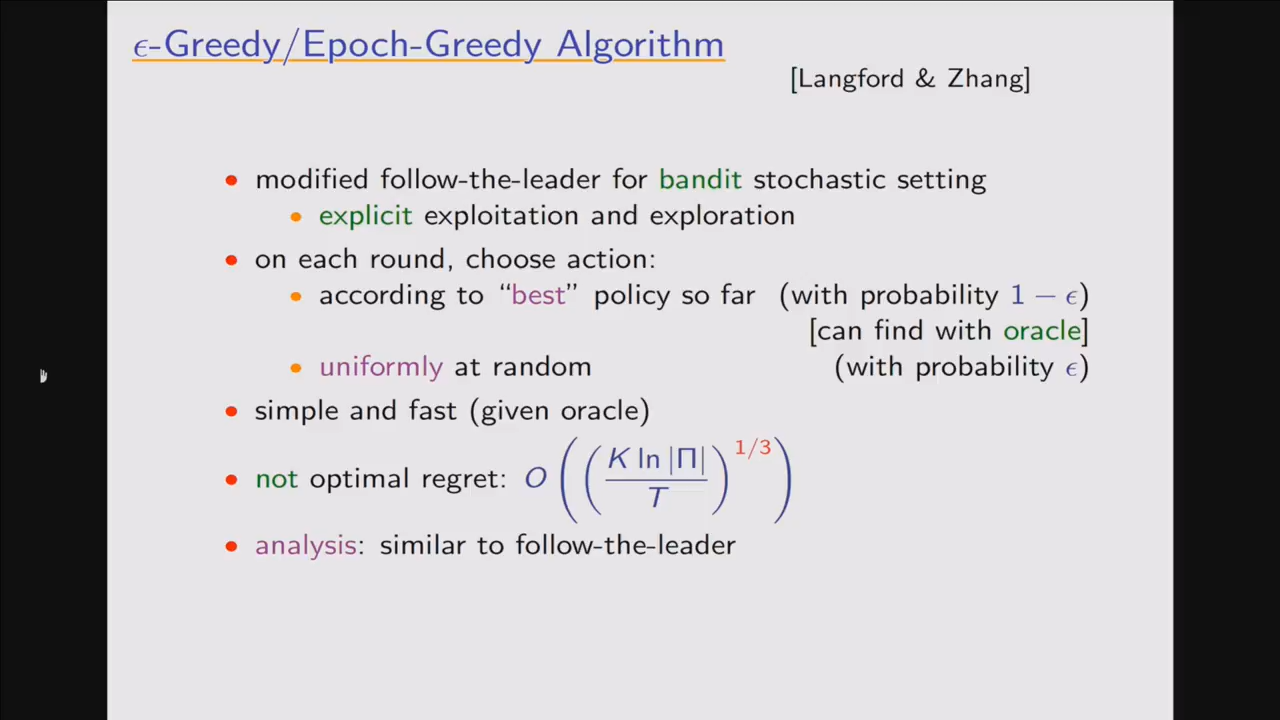 ϵ-Greedy/Epoch-Greedy Algorithm
[Langford & Zhang]
• modified follow-the-leader for bandit stochastic setting
• explicit exploitation and exploration
• on each round, choose action:
• according to “best” policy so far (with probability 1 − ϵ)
[can find with oracle]
• uniformly at random (with probability ϵ)
• simple and fast (given oracle)
• not optimal regret: O((K ln |Π| / T)^{1/3})
• analysis: similar to follow-the-leader